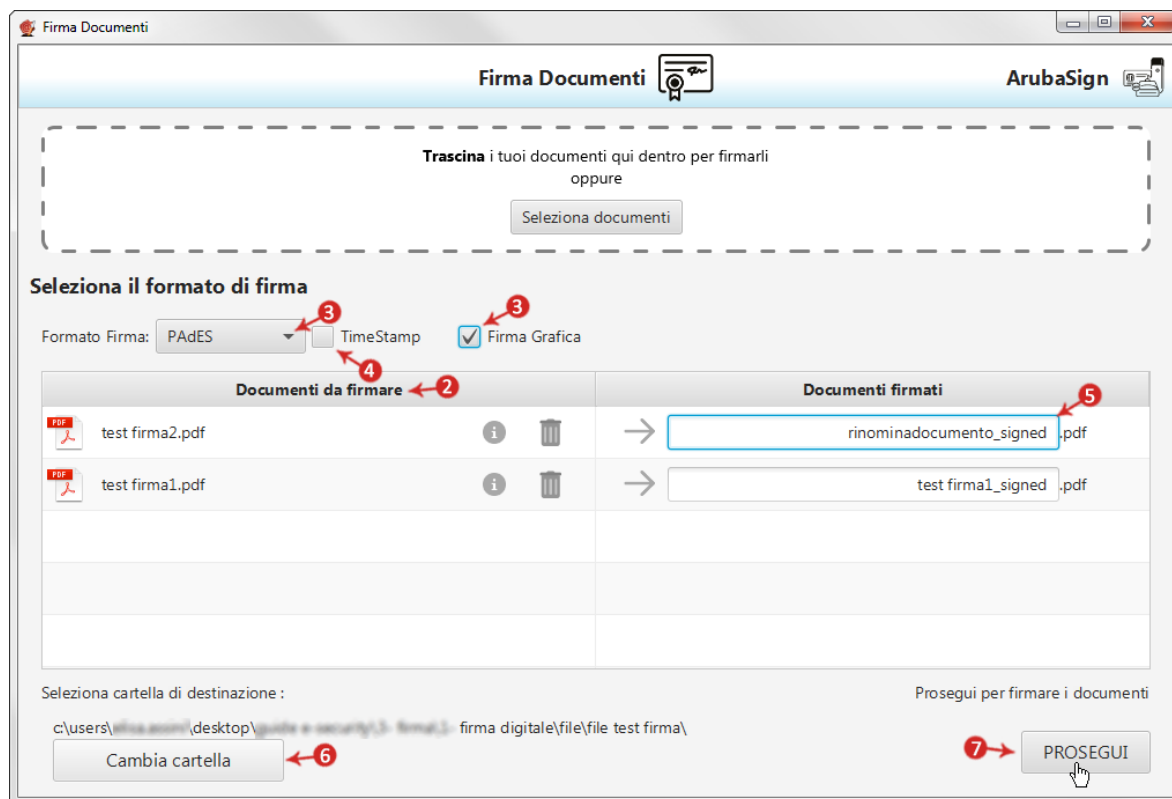 Firma Documenti
Firma Documenti
ArubaSign
Trascina i tuoi documenti qui dentro per firmarli
oppure
Seleziona documenti
Seleziona il formato di firma
3
3
Formato Firma: PAdES TimeStamp Firma Grafica
4
Documenti da firmare 2 Documenti firmati
5
PDF test firma2.pdf i rinominadocumento_signed .pdf
PDF test firma1.pdf i test firma1_signed .pdf
Seleziona cartella di destinazione :
Prosegui per firmare i documenti
c:\users\ \desktop\ firma digitale\file\file test firma\
Cambia cartella 6
7 PROSEGUI